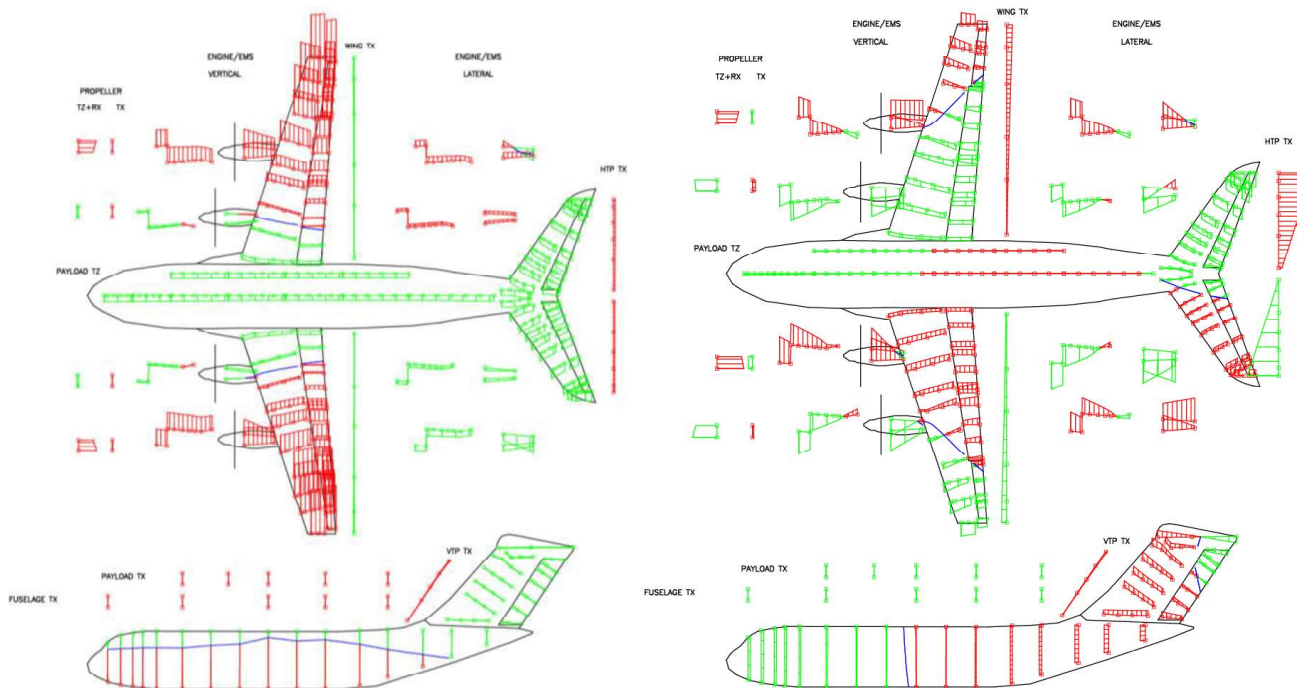 WING TX
ENGINE/EMS
VERTICAL
ENGINE/EMS
LATERAL
PROPELLER
TZ+RX TX
HTP TX
PAYLOAD TZ
VTP TX
PAYLOAD TX
FUSELAGE TX
WING TX
ENGINE/EMS
VERTICAL
ENGINE/EMS
LATERAL
PROPELLER
TZ+RX TX
HTP TX
PAYLOAD TZ
VTP TX
PAYLOAD TX
FUSELAGE TX